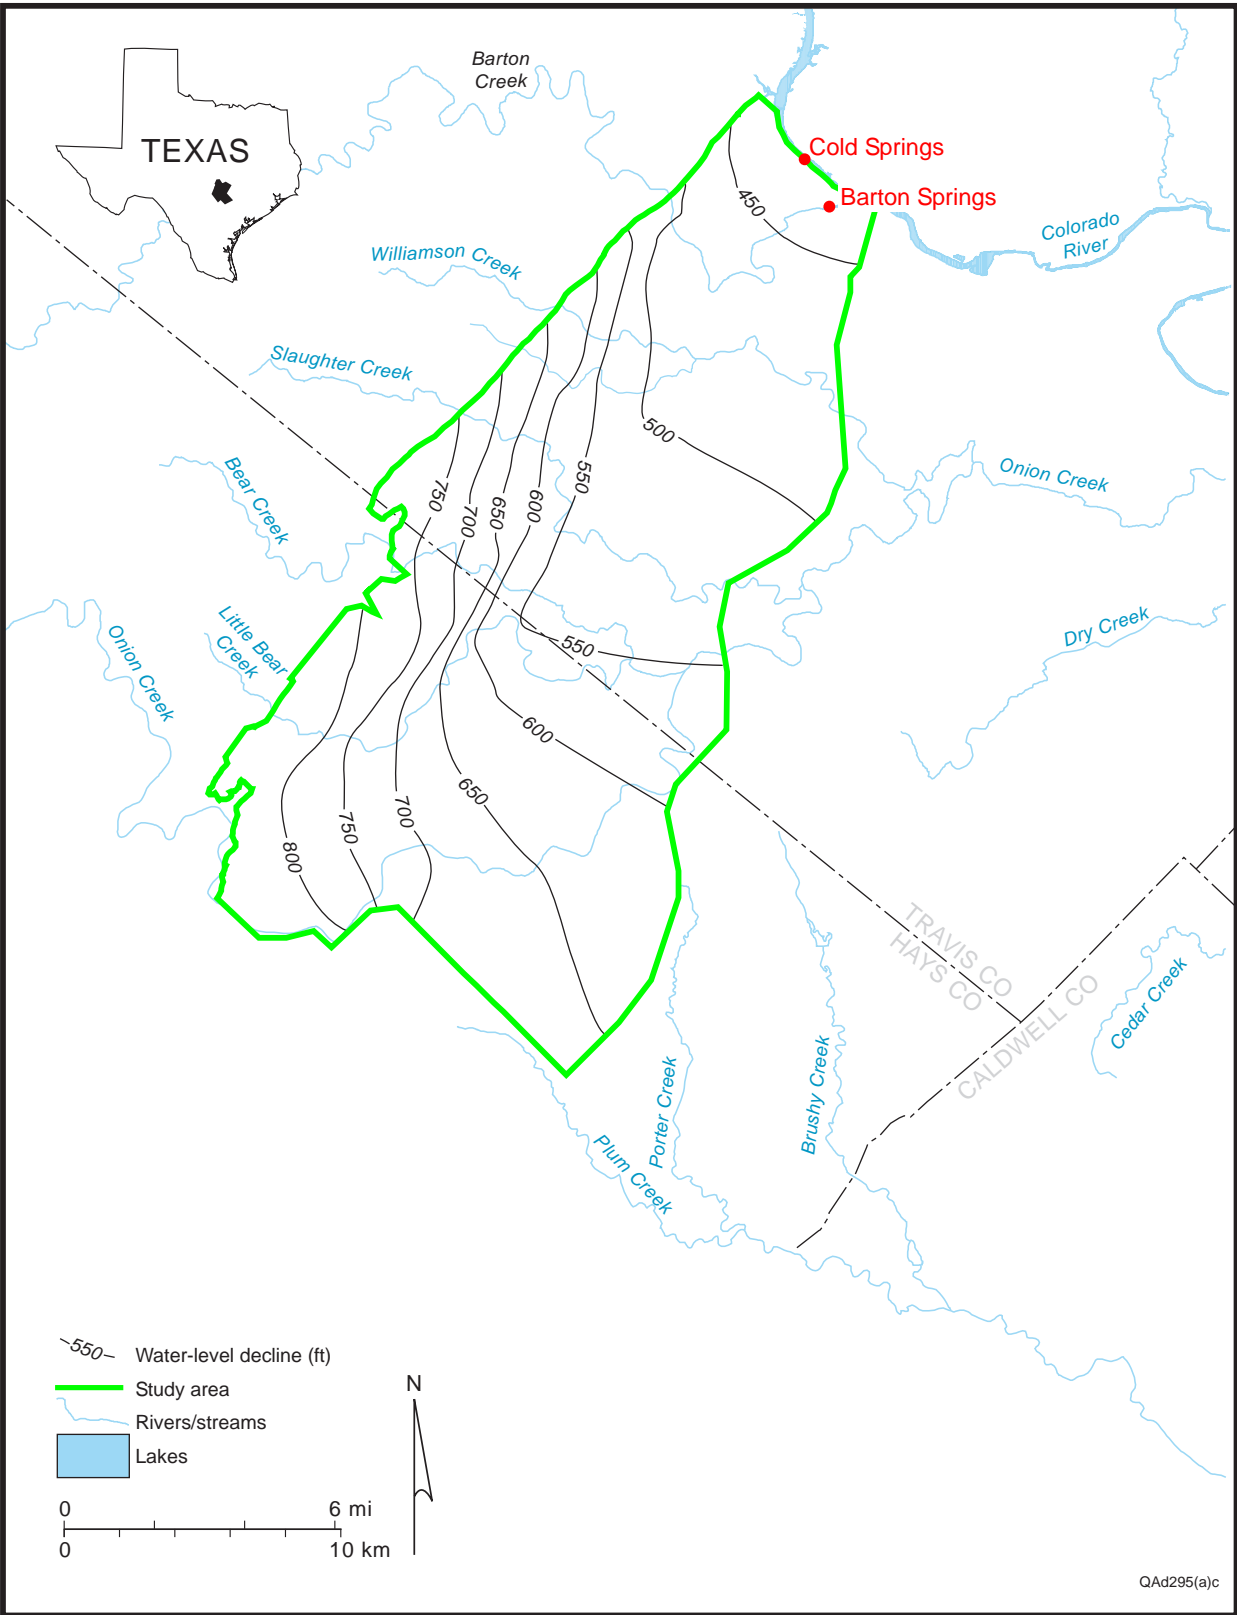 Barton
Creek
TEXAS
Cold Springs
Barton Springs
450
Colorado
River
Williamson Creek
Slaughter Creek
500
Bear Creek
Onion Creek
750
700
650
600
550
Little Bear
Creek
Onion Creek
Dry Creek
550
600
650
700
750
800
TRAVIS CO
HAYS CO
CALDWELL CO
Cedar Creek
Porter Creek
Brushy Creek
Plum Creek
550
Water-level decline (ft)
Study area
Rivers/streams
Lakes
N
0 6 mi
0 10 km
QAd295(a)c